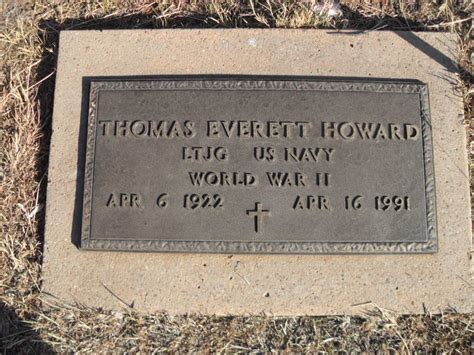 THOMAS EVERETT HOWARD
LTJG US NAVY
WORLD WAR II
APR 6 1922 APR 16 1991